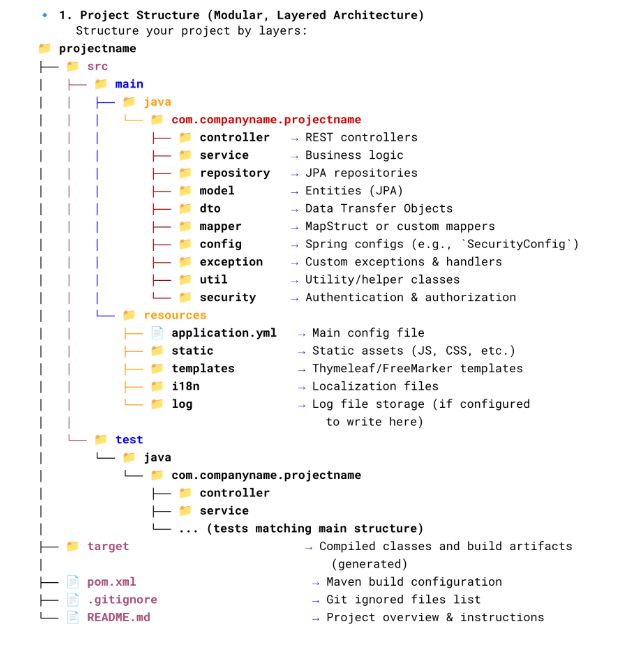 🔹 1. Project Structure (Modular, Layered Architecture)
Structure your project by layers:
📁 projectname
├── 📁 src
│   ├── 📁 main
│   │   ├── 📁 java
│   │   │   └── 📁 com.companyname.projectname
│   │   │       ├── 📁 controller → REST controllers
│   │   │       ├── 📁 service → Business logic
│   │   │       ├── 📁 repository → JPA repositories
│   │   │       ├── 📁 model → Entities (JPA)
│   │   │       ├── 📁 dto → Data Transfer Objects
│   │   │       ├── 📁 mapper → MapStruct or custom mappers
│   │   │       ├── 📁 config → Spring configs (e.g., `SecurityConfig`)
│   │   │       ├── 📁 exception → Custom exceptions & handlers
│   │   │       ├── 📁 util → Utility/helper classes
│   │   │       └── 📁 security → Authentication & authorization
│   │   └── 📁 resources
│   │       ├── 📄 application.yml → Main config file
│   │       ├── 📁 static → Static assets (JS, CSS, etc.)
│   │       ├── 📁 templates → Thymeleaf/FreeMarker templates
│   │       ├── 📁 i18n → Localization files
│   │       └── 📁 log → Log file storage (if configured
│   │ to write here)
│   └── 📁 test
│       └── 📁 java
│           └── 📁 com.companyname.projectname
│               ├── 📁 controller
│               ├── 📁 service
│               └── ... (tests matching main structure)
├── 📁 target → Compiled classes and build artifacts
│ (generated)
├── 📄 pom.xml → Maven build configuration
├── 📄 .gitignore → Git ignored files list
└── 📄 README.md → Project overview & instructions